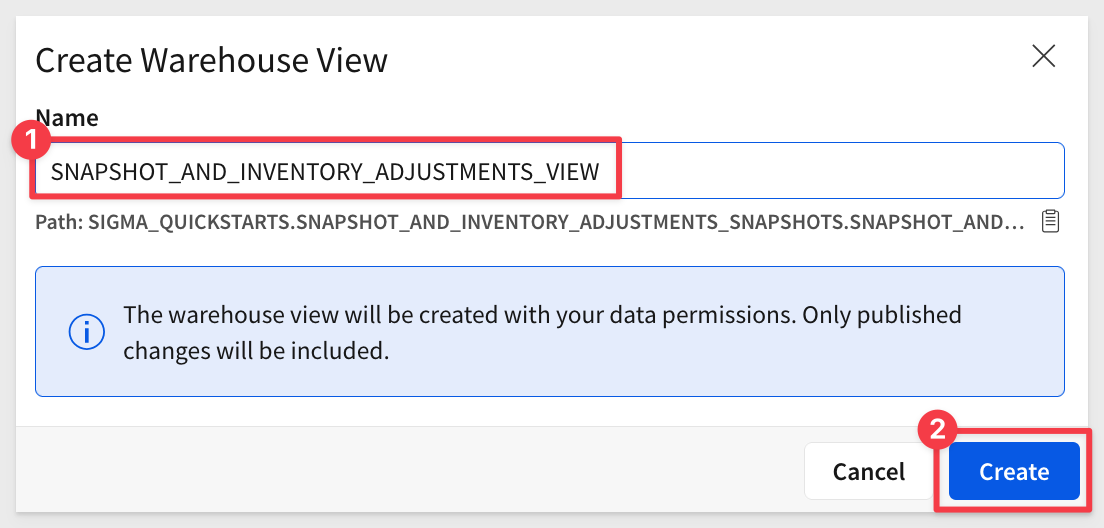 Create Warehouse View
Name
1
SNAPSHOT_AND_INVENTORY_ADJUSTMENTS_VIEW
Path: SIGMA_QUICKSTARTS.SNAPSHOT_AND_INVENTORY_ADJUSTMENTS_SNAPSHOTS.SNAPSHOT_AND...
The warehouse view will be created with your data permissions. Only published
changes will be included.
2
Cancel
Create